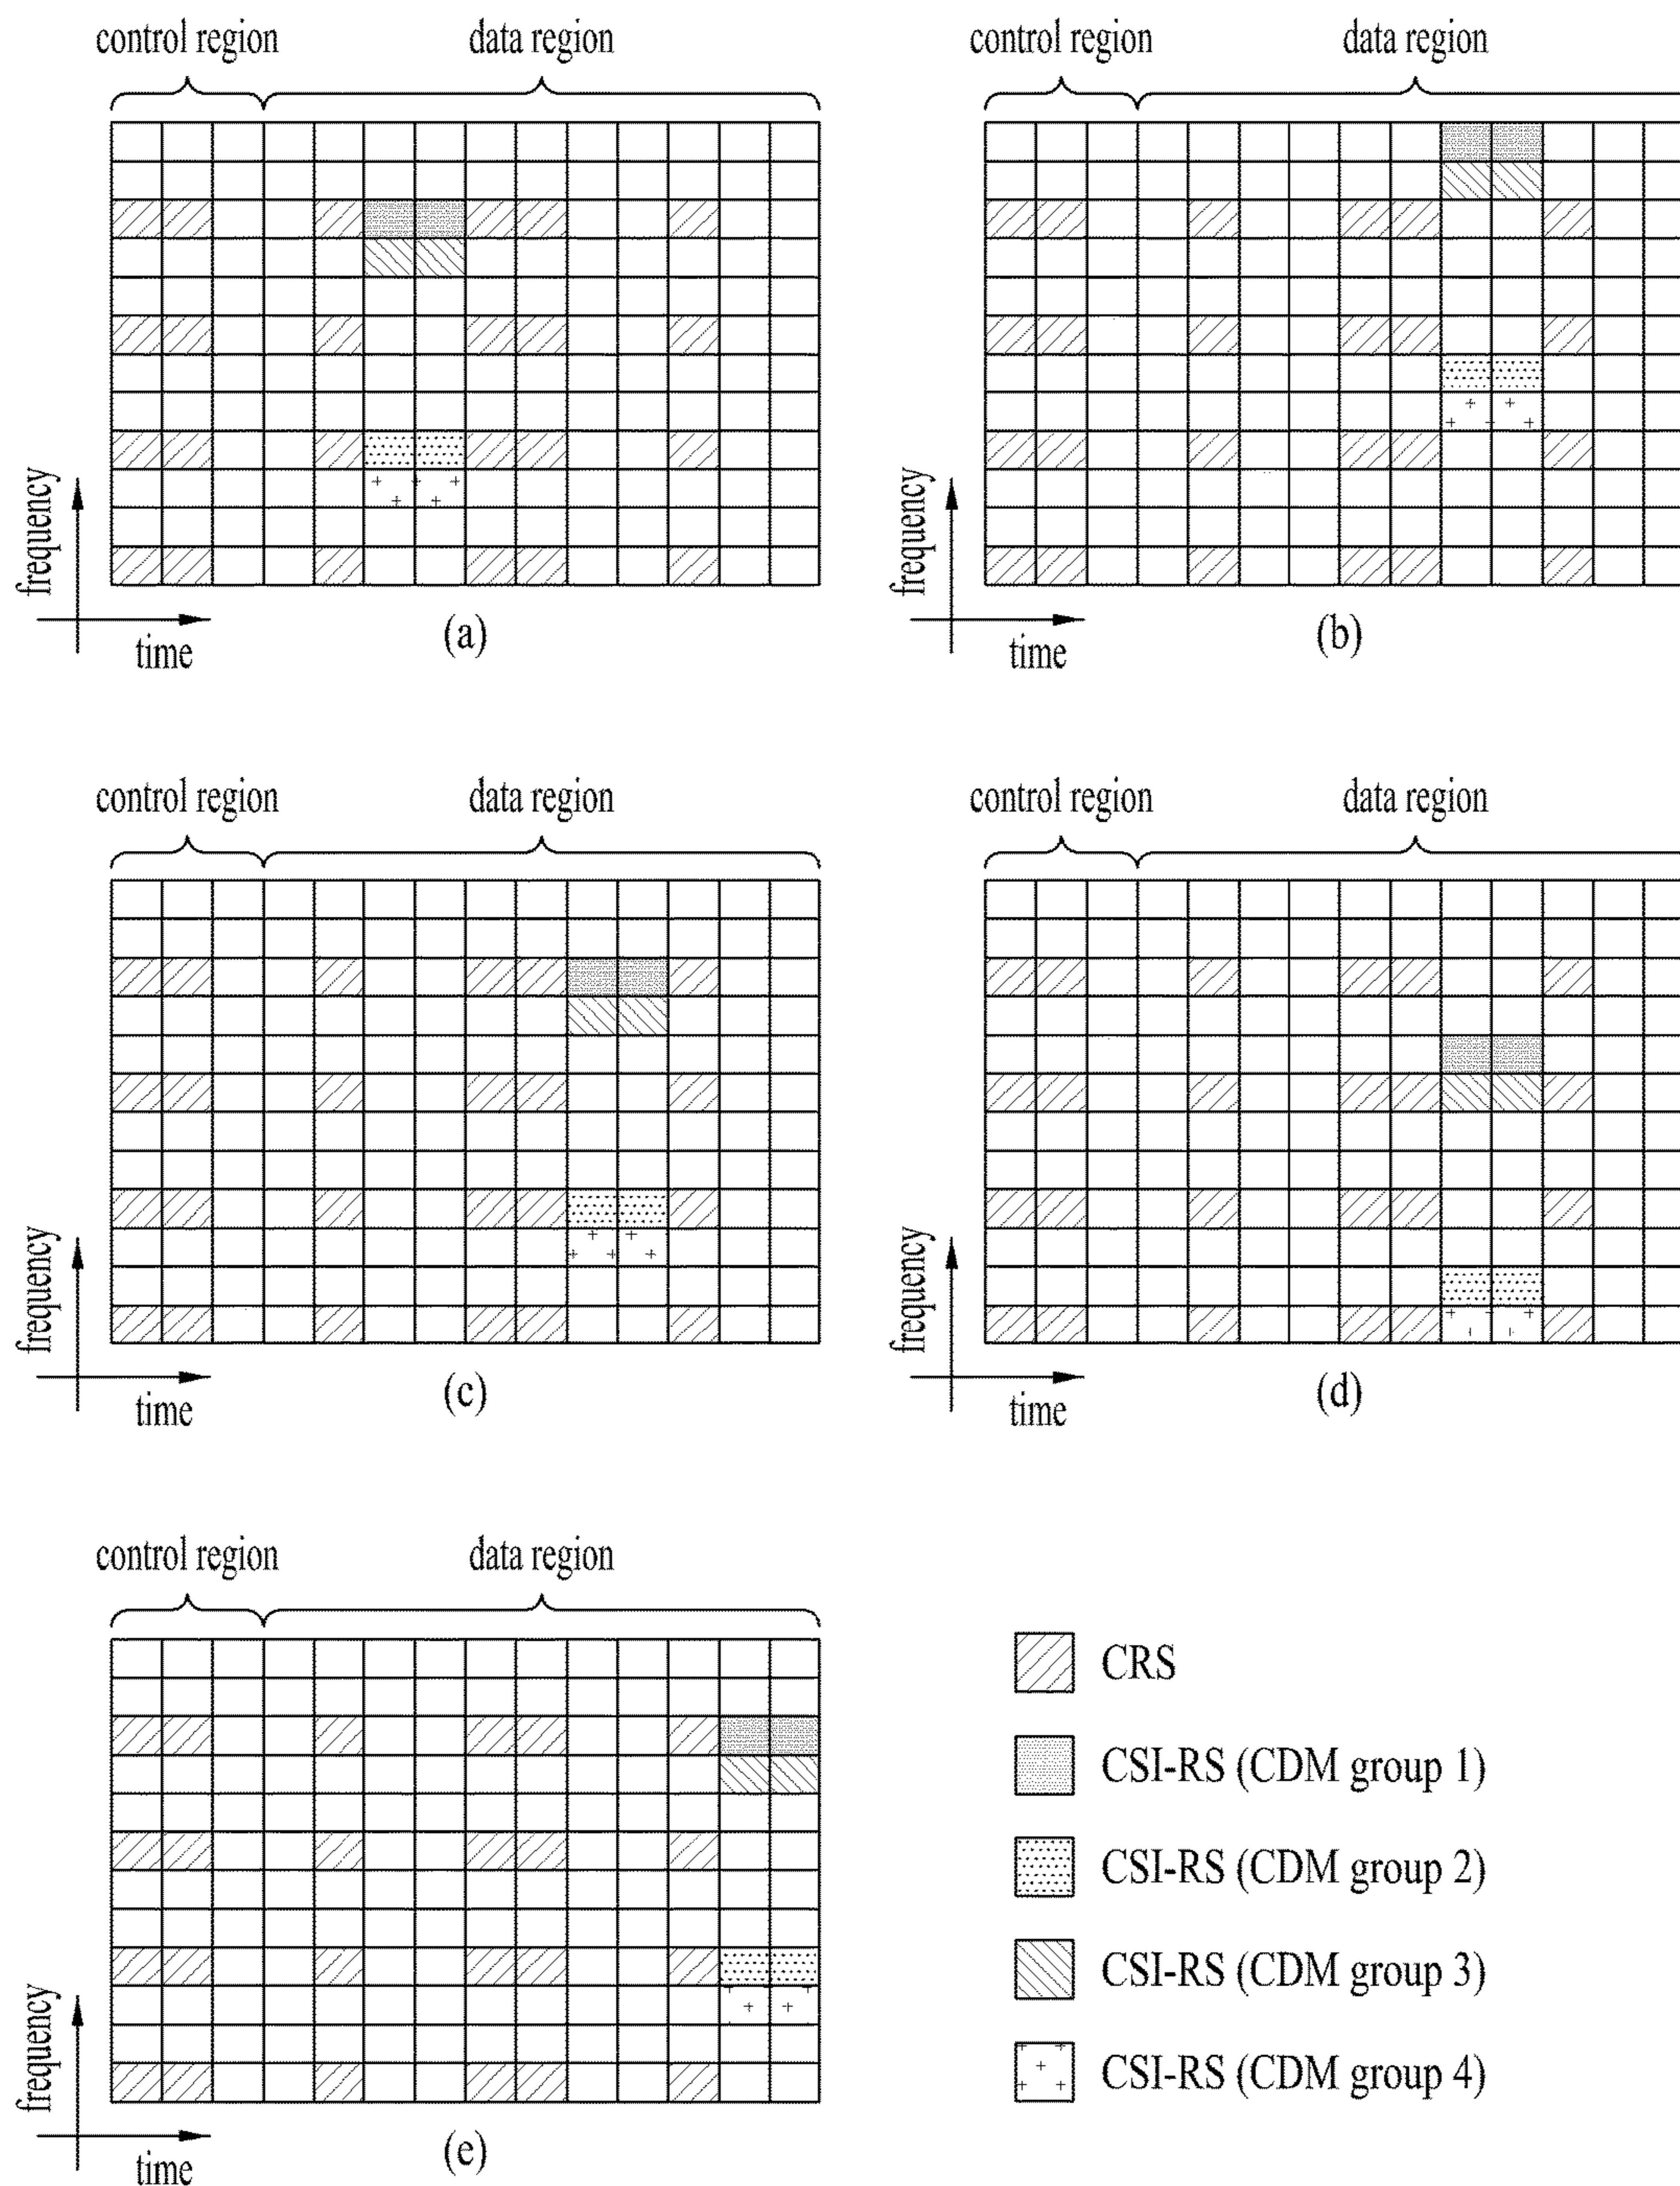 control region
data region
control region
data region
frequency
time
(a)
frequency
time
(b)
control region
data region
control region
data region
frequency
time
(c)
frequency
time
(d)
control region
data region
frequency
time
(e)
CRS
CSI-RS (CDM group 1)
CSI-RS (CDM group 2)
CSI-RS (CDM group 3)
CSI-RS (CDM group 4)